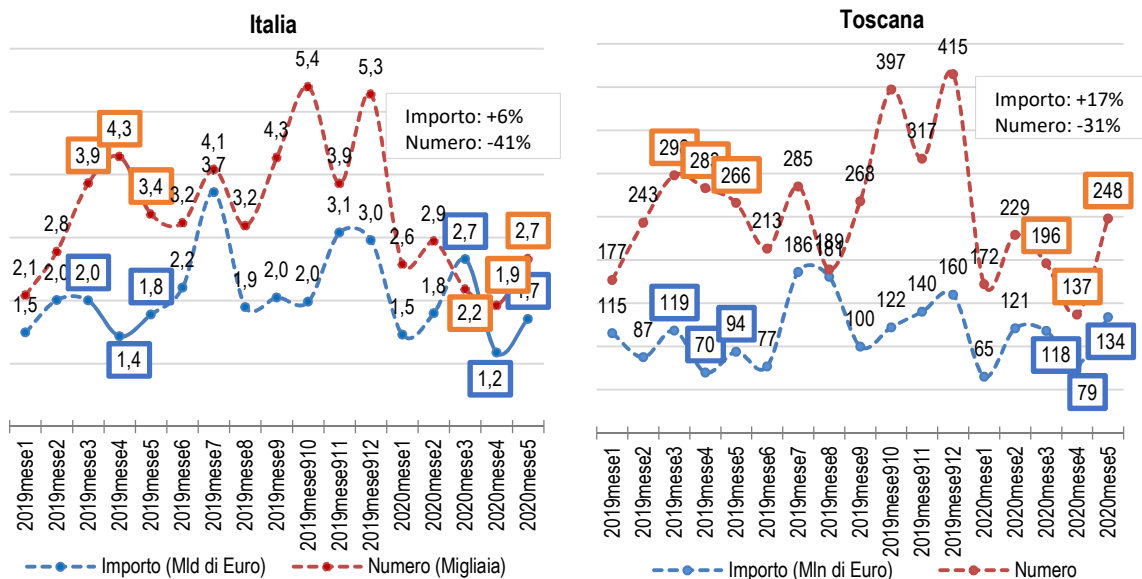 Italia
5,4
5,3
Importo: +6%
Numero: -41%
4,3
4,3
4,1
3,9
3,9
3,7
3,4
3,2
3,2
3,1
3,0
2,8
2,9
2,7
2,7
2,6
2,1
2,0
2,0
2,2
2,0
2,0
1,9
1,9
1,8
1,8
1,7
1,5
1,5
2,2
1,4
1,2
2019mese1
2019mese2
2019mese3
2019mese4
2019mese5
2019mese6
2019mese7
2019mese8
2019mese9
2019mese910
2019mese911
2019mese912
2020mese1
2020mese2
2020mese3
2020mese4
2020mese5
Importo (Mld di Euro)
Numero (Migliaia)
Toscana
415
397
Importo: +17%
Numero: -31%
317
285
266
268
243
248
229
213
196
189
181
186
177
172
160
140
137
134
122
121
119
118
115
100
94
87
79
77
70
65
2019mese1
2019mese2
2019mese3
2019mese4
2019mese5
2019mese6
2019mese7
2019mese8
2019mese9
2019mese910
2019mese911
2019mese912
2020mese1
2020mese2
2020mese3
2020mese4
2020mese5
Importo (Mln di Euro)
Numero